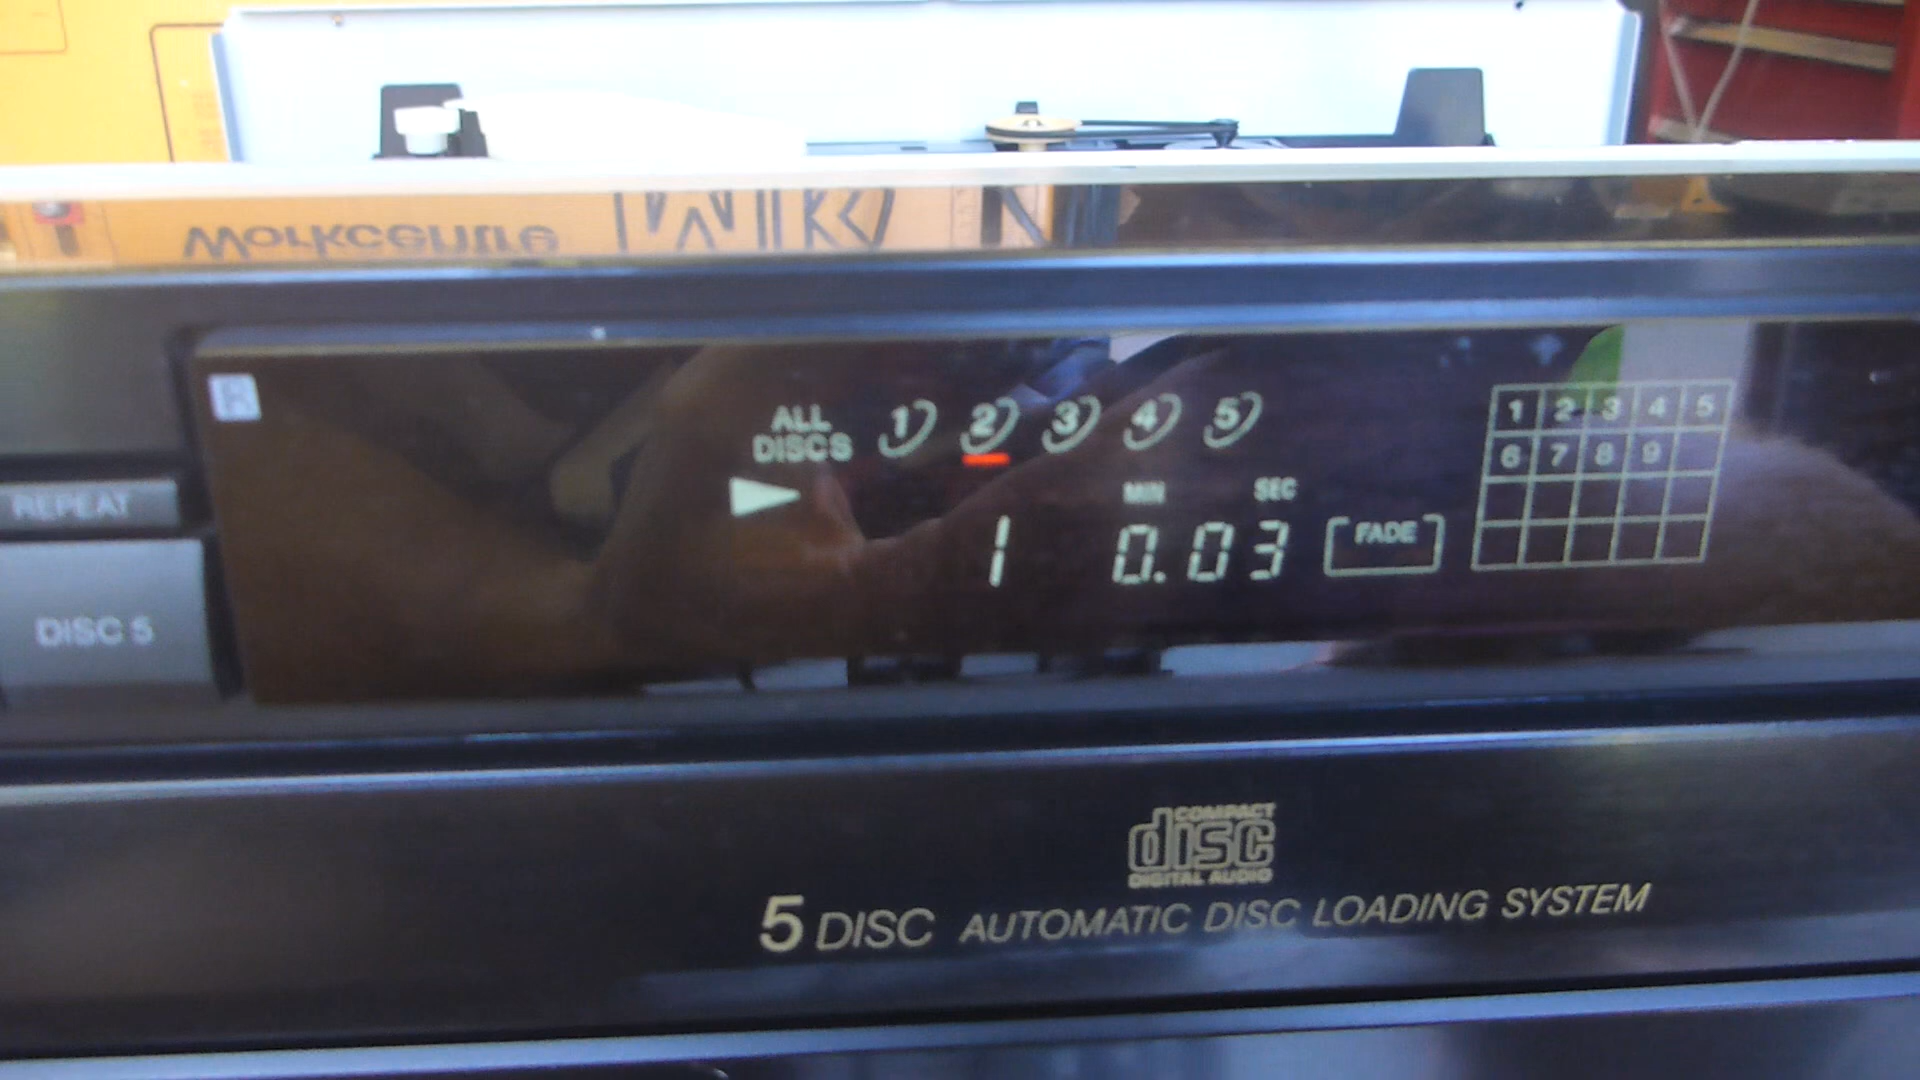 Workcentre
R
ALL DISCS 1 2 3 4 5
REPEAT
MIN SEC
1 0.03 FADE
1 2 3 4 5
6 7 8 9
DISC 5
COMPACT
disc
DIGITAL AUDIO
5 DISC AUTOMATIC DISC LOADING SYSTEM